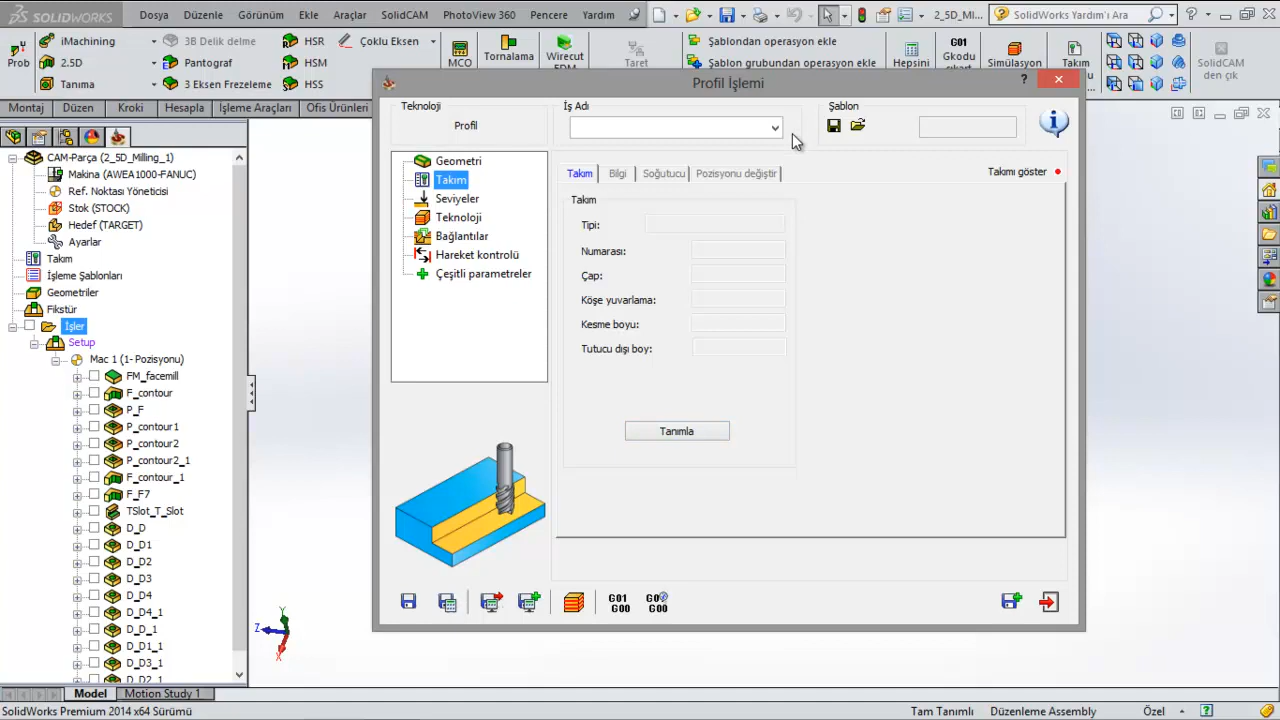 SOLIDWORKS Dosya Düzenle Görünüm Ekle Araçlar SolidCAM PhotoView 360 Pencere Yardım 2_5D_Ml... SolidWorks Yardım'ı Ara
Prob
iMachining
2.5D
Tanıma
3B Delik delme
Pantograf
3 Eksen Frezeleme
HSR
HSM
HSS
Çoklu Eksen
MCO
Tornalama
Wirecut
EDM
Taret
Şablondan operasyon ekle
Şablon grubundan operasyon ekle
Hepsini
G01
Gkodu
Simülasyon
Takım
SolidCAM
den çık
Montaj Düzen Kroki Hesapla İşleme Araçları Ofis Ürünleri
CAM-Parça (2_5D_Milling_1)
Makina (AWEA1000-FANUC)
Ref. Noktası Yöneticisi
Stok (STOCK)
Hedef (TARGET)
Ayarlar
Takım
İşleme Şablonları
Geometriler
Fikstür
İşler
Setup
Mac 1 (1- Pozisyonu)
FM_facemill
F_contour
P_F
P_contour1
P_contour2
P_contour2_1
F_contour_1
F_F7
TSlot_T_Slot
D_D
D_D1
D_D2
D_D3
D_D4
D_D4_1
D_D_1
D_D1_1
D_D3_1
D_D2_1
Profil İşlemi
Teknoloji
Profil
İş Adı
Şablon
Geometri
Takım
Seviyeler
Teknoloji
Bağlantılar
Hareket kontrolü
Çeşitli parametreler
Takım Bilgi Soğutucu Pozisyonu değiştir
Takımı göster
Takım
Tipi:
Numarası:
Çap:
Köşe yuvarlama:
Kesme boyu:
Tutucu dışı boy:
Tanımla
G01
G00
G0
G00
Y
Z
X
Model Motion Study 1
SolidWorks Premium 2014 x64 Sürümü Tam Tanımlı Düzenleme Assembly Özel